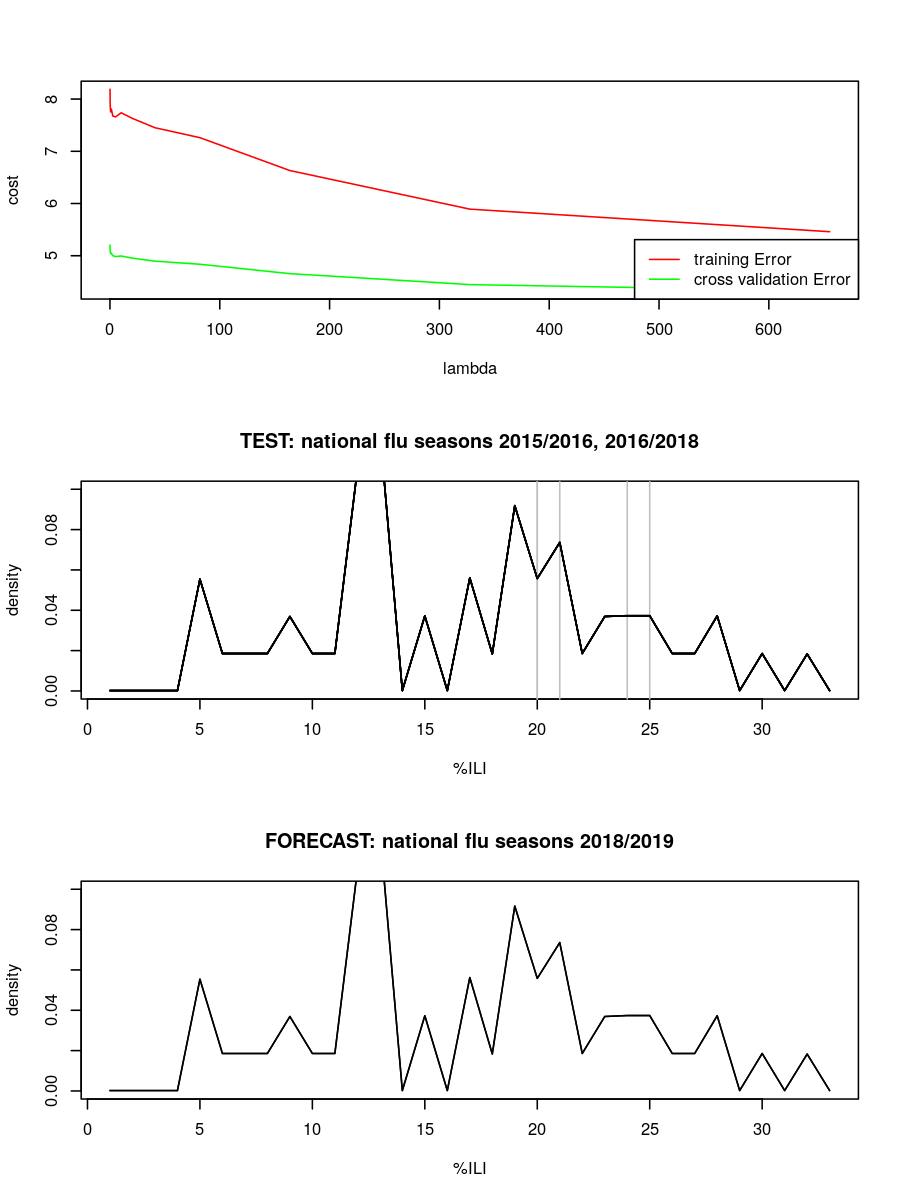 cost
8
7
6
5
training Error
cross validation Error
0 100 200 300 400 500 600
lambda
TEST: national flu seasons 2015/2016, 2016/2018
density
0.08
0.04
0.00
0 5 10 15 20 25 30
%ILI
FORECAST: national flu seasons 2018/2019
density
0.08
0.04
0.00
0 5 10 15 20 25 30
%ILI